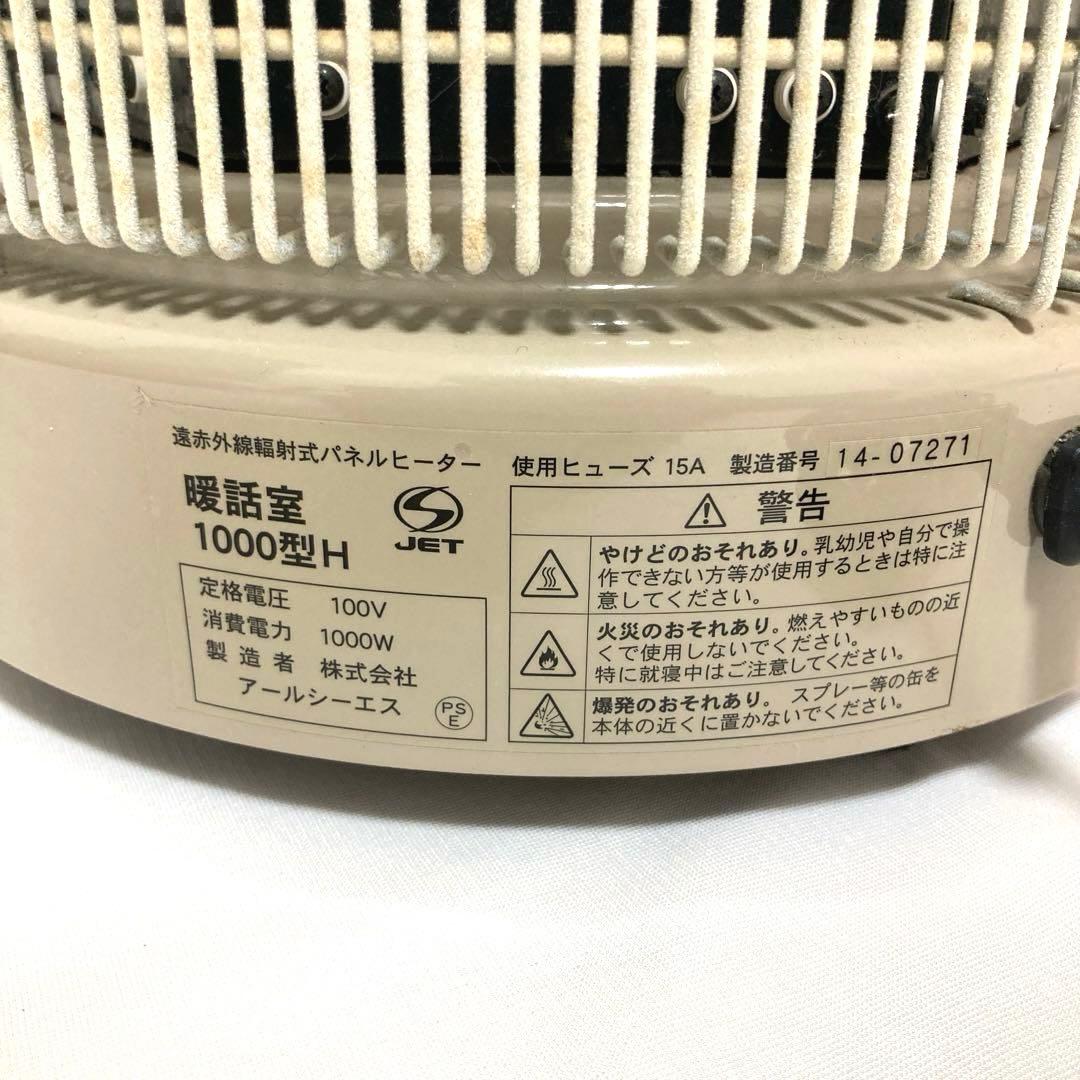 遠赤外線輻射式パネルヒーター
暖話室
1000型H
JET
定格電圧 100V
消費電力 1000W
製造者 株式会社
アールシーエス
PS
E
使用ヒューズ 15A 製造番号 14-07271
警告
やけどのおそれあり。乳幼児や自分で操
作できない方等が使用するときは特に注
意してください。
火災のおそれあり。燃えやすいものの近
くで使用しないでください。
特に就寝中はご注意してください。
爆発のおそれあり。 スプレー等の缶を
本体の近くに置かないでください。